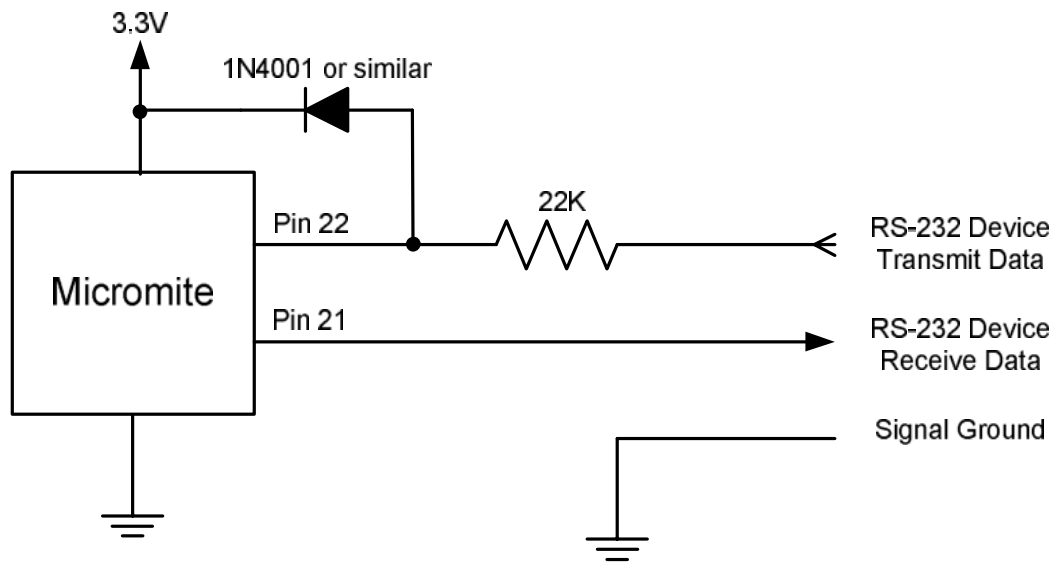 3.3V
1N4001 or similar
22K
Pin 22
RS-232 Device
Transmit Data
Micromite
Pin 21
RS-232 Device
Receive Data
Signal Ground